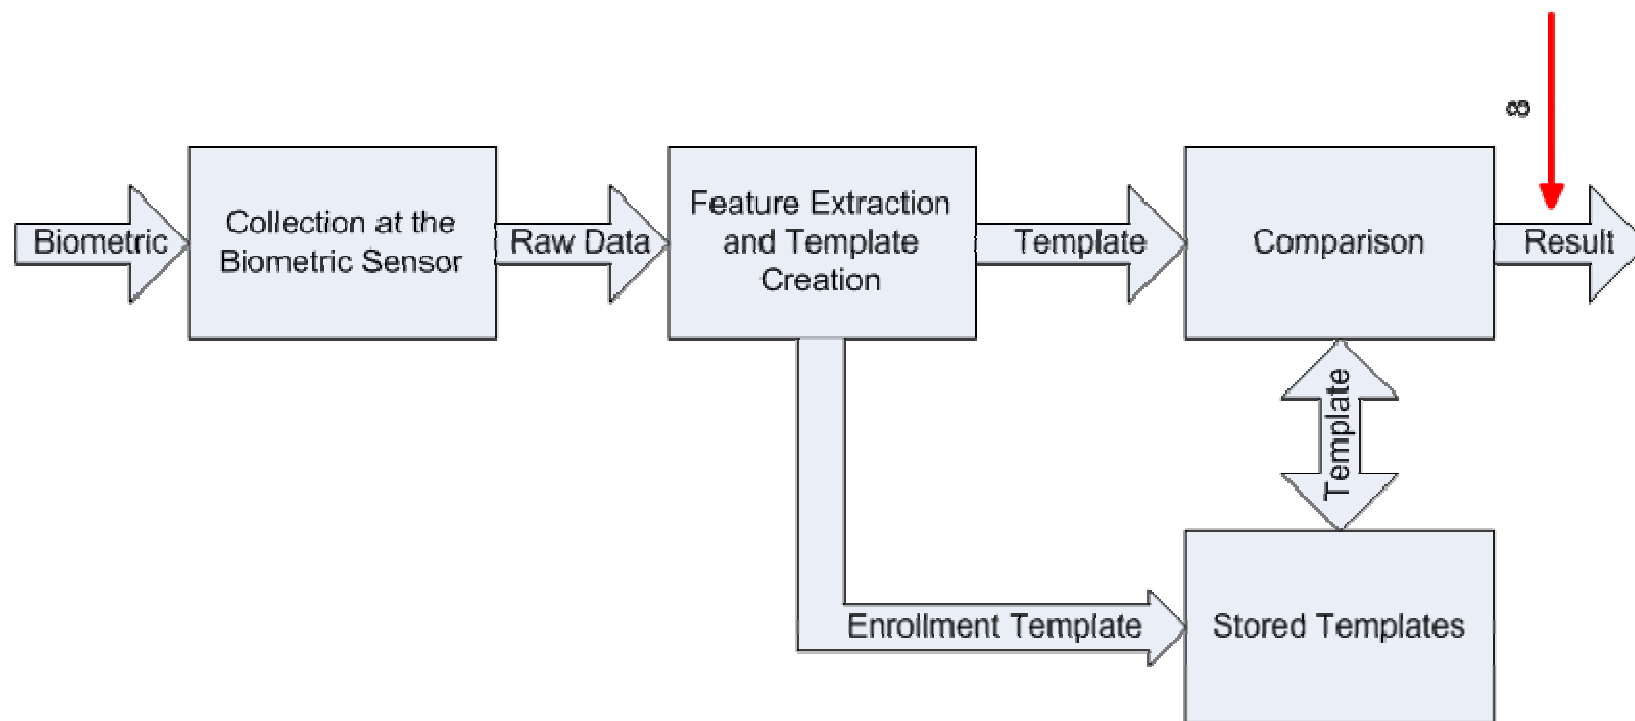 8
Biometric
Collection at the
Biometric Sensor
Raw Data
Feature Extraction
and Template
Creation
Template
Comparison
Result
Template
Enrollment Template
Stored Templates